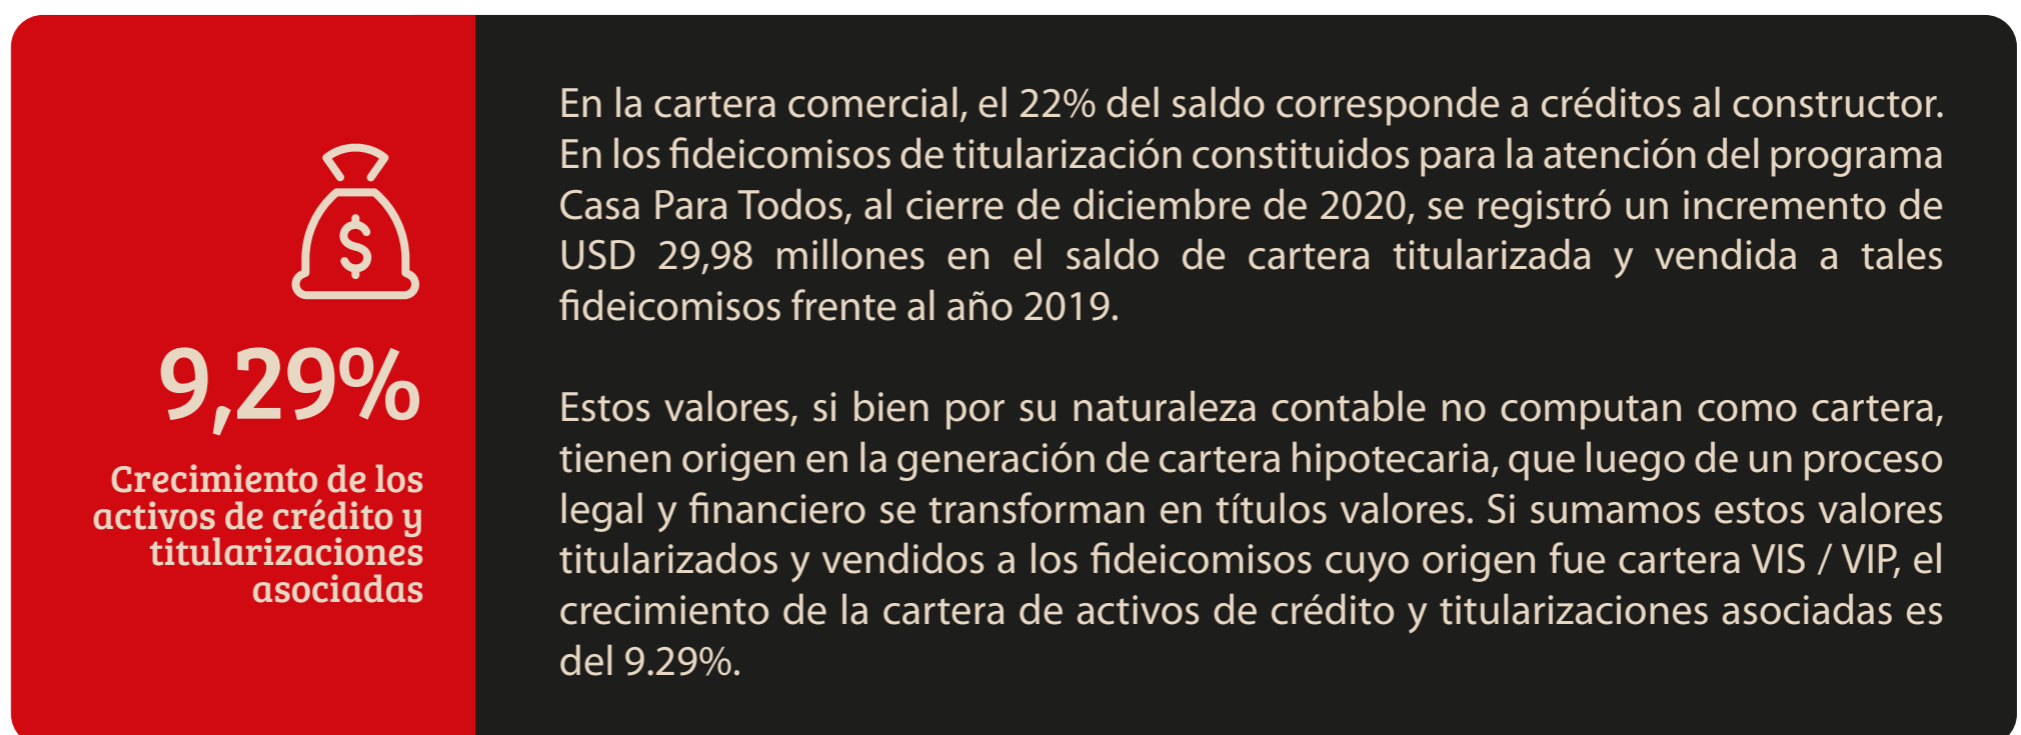 $
9,29%
Crecimiento de los
activos de crédito y
titularizaciones
asociadas
En la cartera comercial, el 22% del saldo corresponde a créditos al constructor.
En los fideicomisos de titularización constituidos para la atención del programa
Casa Para Todos, al cierre de diciembre de 2020, se registró un incremento de
USD 29,98 millones en el saldo de cartera titularizada y vendida a tales
fideicomisos frente al año 2019.
Estos valores, si bien por su naturaleza contable no computan como cartera,
tienen origen en la generación de cartera hipotecaria, que luego de un proceso
legal y financiero se transforman en títulos valores. Si sumamos estos valores
titularizados y vendidos a los fideicomisos cuyo origen fue cartera VIS / VIP, el
crecimiento de la cartera de activos de crédito y titularizaciones asociadas es
del 9.29%.